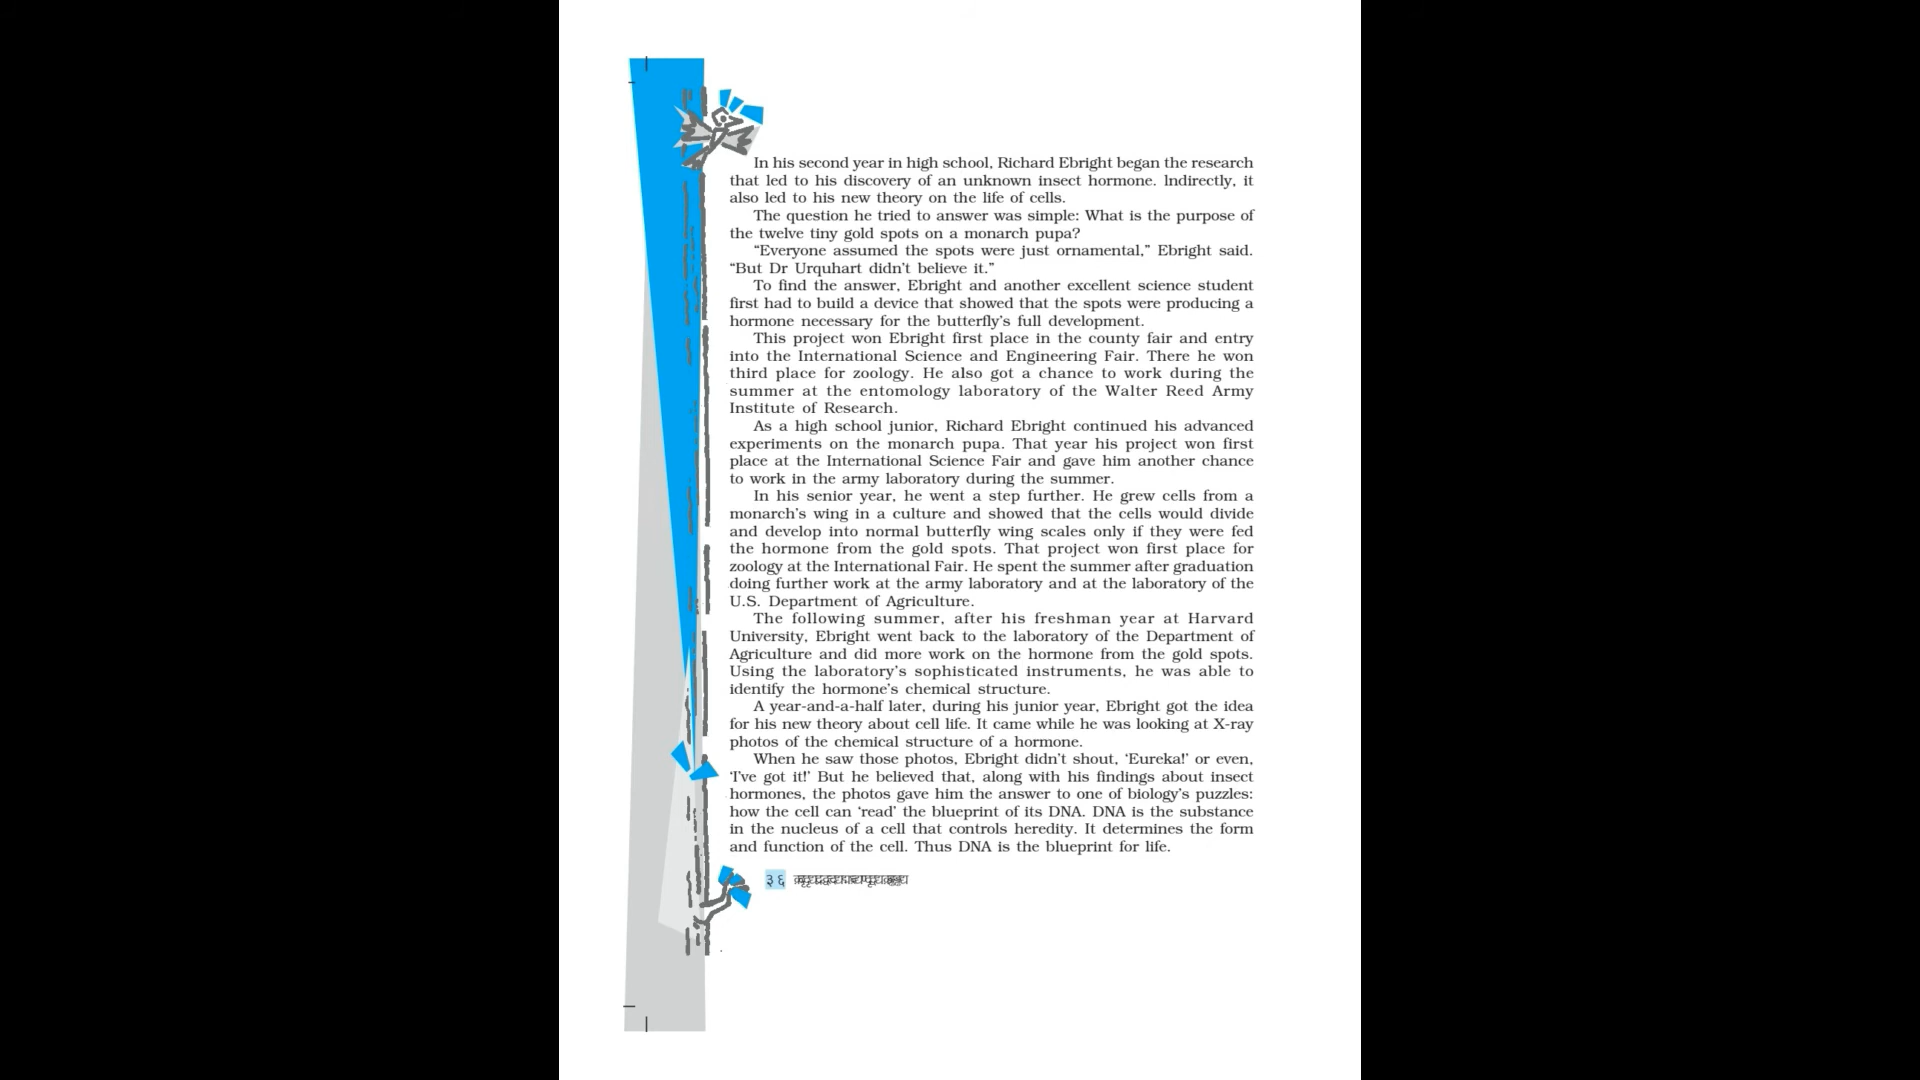 In his second year in high school, Richard Ebright began the research
that led to his discovery of an unknown insect hormone. Indirectly, it
also led to his new theory on the life of cells.
The question he tried to answer was simple: What is the purpose of
the twelve tiny gold spots on a monarch pupa?
“Everyone assumed the spots were just ornamental,” Ebright said.
“But Dr Urquhart didn’t believe it.”
To find the answer, Ebright and another excellent science student
first had to build a device that showed that the spots were producing a
hormone necessary for the butterfly’s full development.
This project won Ebright first place in the county fair and entry
into the International Science and Engineering Fair. There he won
third place for zoology. He also got a chance to work during the
summer at the entomology laboratory of the Walter Reed Army
Institute of Research.
As a high school junior, Richard Ebright continued his advanced
experiments on the monarch pupa. That year his project won first
place at the International Science Fair and gave him another chance
to work in the army laboratory during the summer.
In his senior year, he went a step further. He grew cells from a
monarch’s wing in a culture and showed that the cells would divide
and develop into normal butterfly wing scales only if they were fed
the hormone from the gold spots. That project won first place for
zoology at the International Fair. He spent the summer after graduation
doing further work at the army laboratory and at the laboratory of the
U.S. Department of Agriculture.
The following summer, after his freshman year at Harvard
University, Ebright went back to the laboratory of the Department of
Agriculture and did more work on the hormone from the gold spots.
Using the laboratory’s sophisticated instruments, he was able to
identify the hormone’s chemical structure.
A year-and-a-half later, during his junior year, Ebright got the idea
for his new theory about cell life. It came while he was looking at X-ray
photos of the chemical structure of a hormone.
When he saw those photos, Ebright didn’t shout, ‘Eureka!’ or even,
‘I’ve got it!’ But he believed that, along with his findings about insect
hormones, the photos gave him the answer to one of biology’s puzzles:
how the cell can ‘read’ the blueprint of its DNA. DNA is the substance
in the nucleus of a cell that controls heredity. It determines the form
and function of the cell. Thus DNA is the blueprint for life.
३६